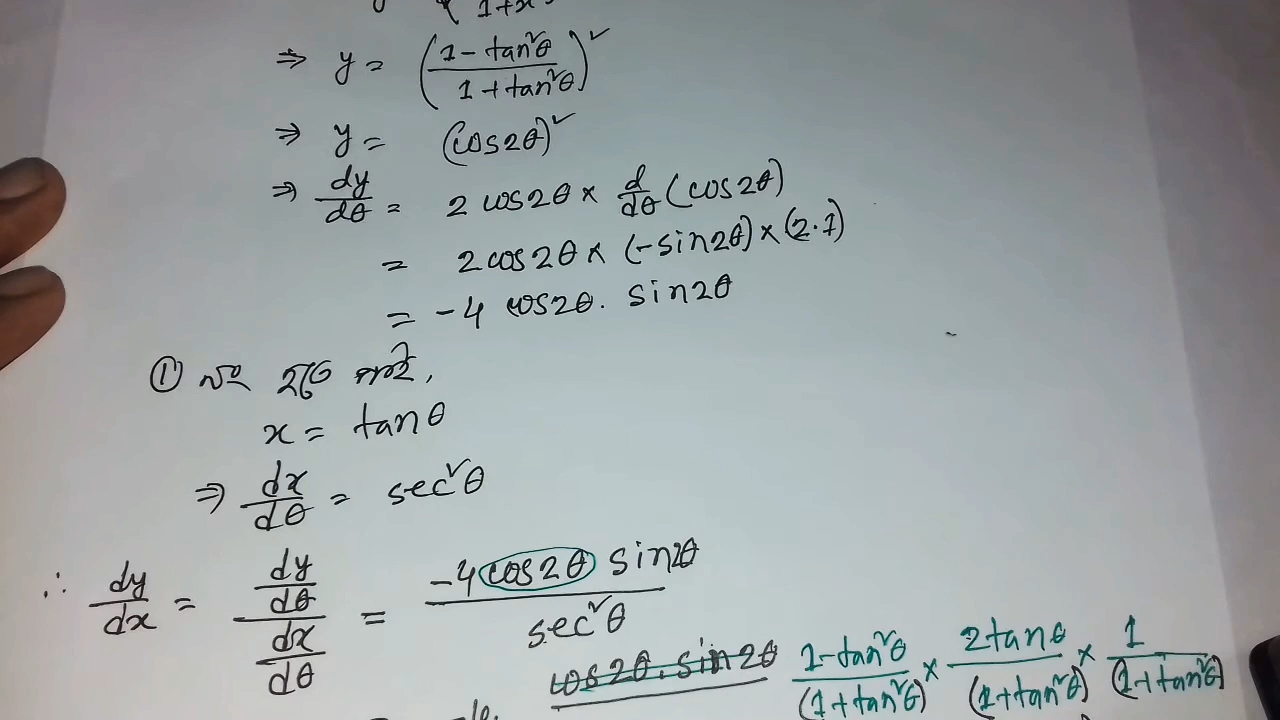 1+x
⇒ y = (1-tan²θ / 1+tan²θ)²
⇒ y = (cos2θ)²
⇒ dy/dθ = 2 cos2θ × d/dθ (cos2θ)
= 2cos2θ × (-sin2θ) × (2·1)
= -4 cos2θ. sin2θ
① নং হতে পাই,
x = tanθ
⇒ dx/dθ = sec²θ
∴ dy/dx = (dy/dθ)/(dx/dθ) = -4cos2θ sin2θ / sec²θ
cos2θ. sin2θ 1-tan²θ/(1+tan²θ) × 2tanθ/(1+tan²θ) × 1/(1+tan²θ)